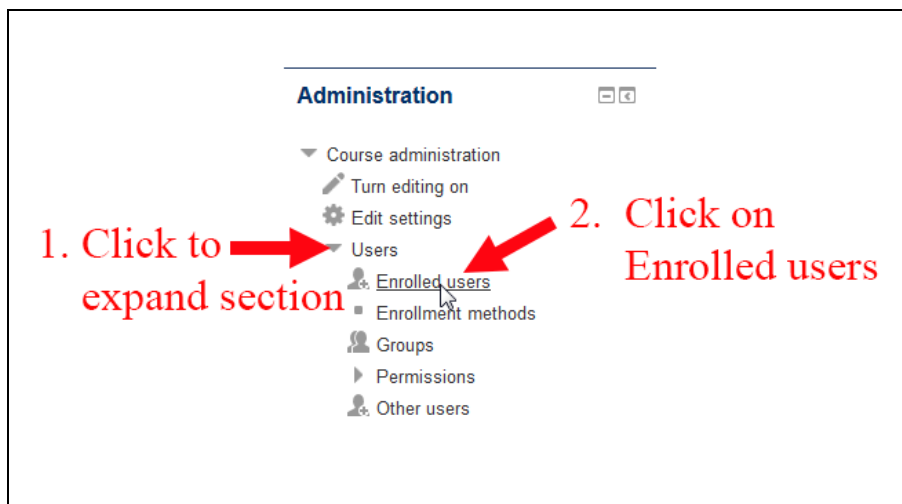 Administration
Course administration
Turn editing on
Edit settings
1. Click to
expand section
Users
2. Click on
Enrolled users
Enrolled users
Enrollment methods
Groups
Permissions
Other users